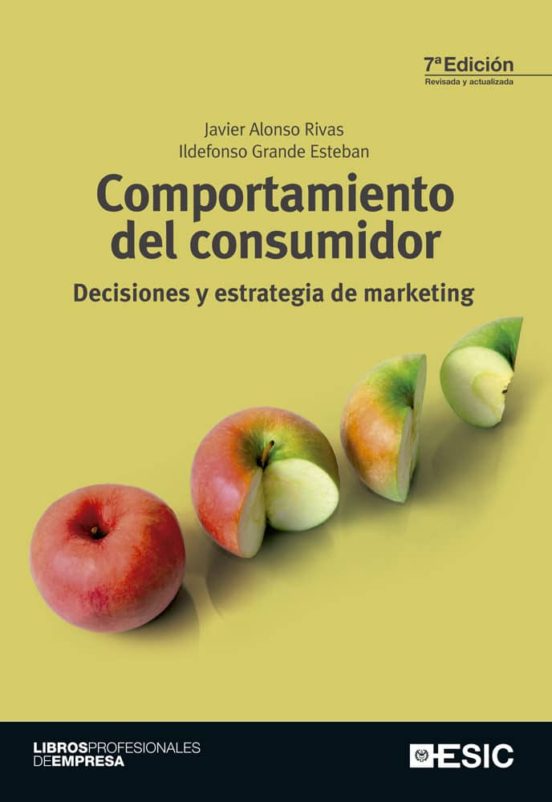 7ª Edición
Revisada y actualizada
Javier Alonso Rivas
Ildefonso Grande Esteban
Comportamiento
del consumidor
Decisiones y estrategia de marketing
LIBROSPROFESIONALES
DEEMPRESA
ESIC